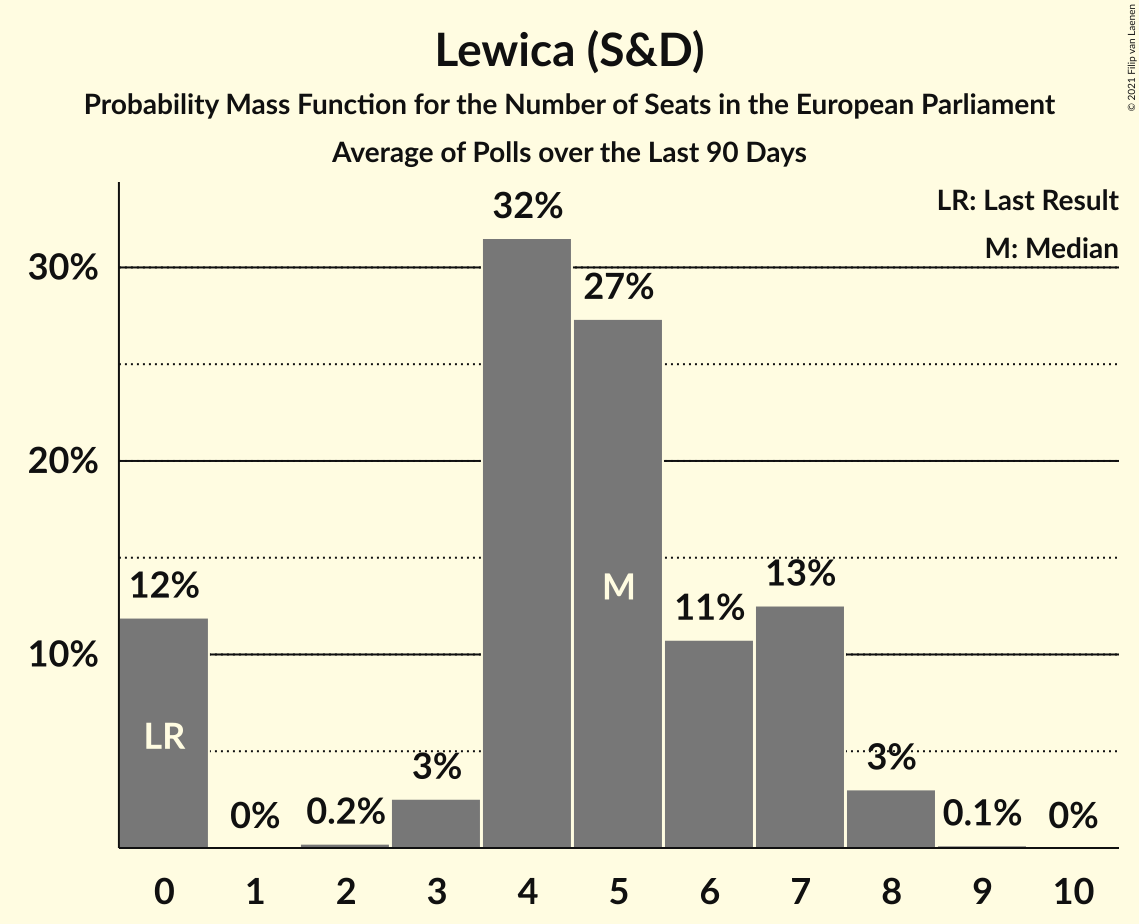 Lewica (S&D)
Probability Mass Function for the Number of Seats in the European Parliament
Average of Polls over the Last 90 Days
© 2021 Filip van Laenen
LR: Last Result
M: Median
30%
20%
10%
12%
0%
0.2%
3%
32%
27%
11%
13%
3%
0.1%
0%
LR
M
0 1 2 3 4 5 6 7 8 9 10